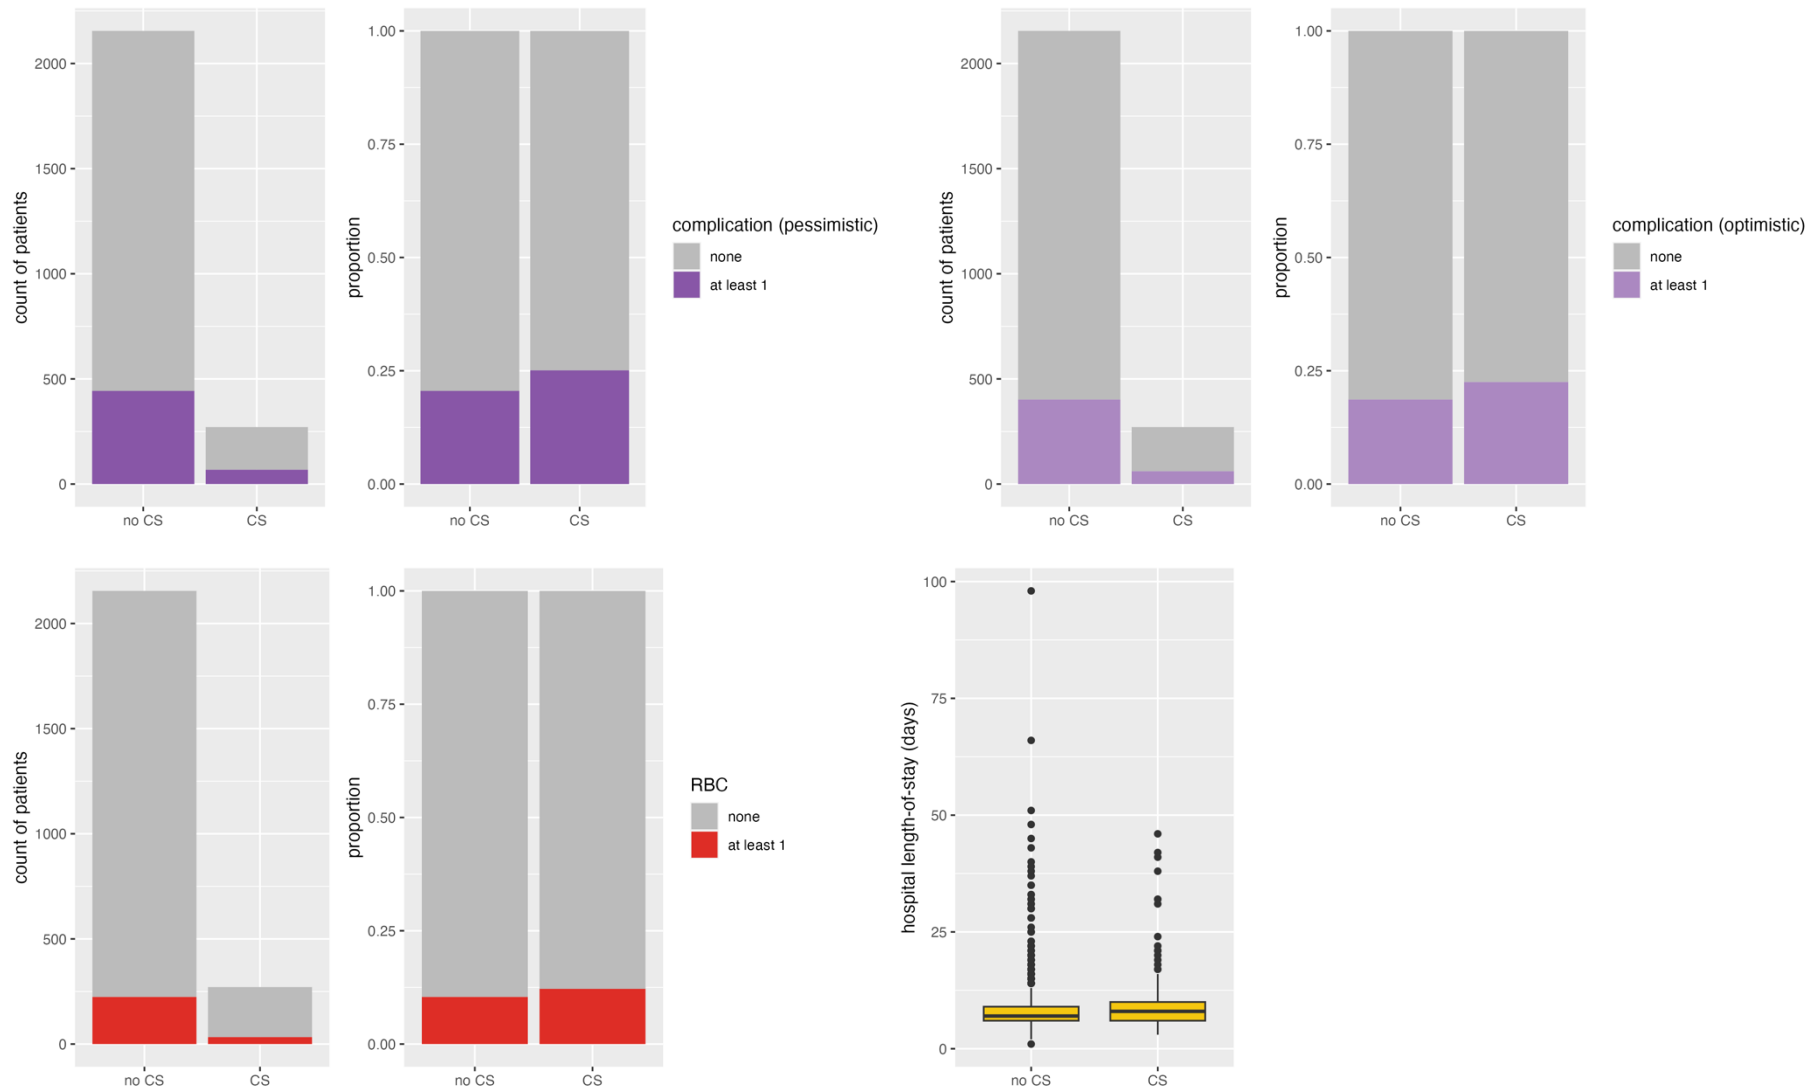 count of patients
2000
1500
1000
500
0
no CS
CS
proportion
1.00
0.75
0.50
0.25
0.00
no CS
CS
complication (pessimistic)
none
at least 1
count of patients
2000
1500
1000
500
0
no CS
CS
proportion
1.00
0.75
0.50
0.25
0.00
no CS
CS
complication (optimistic)
none
at least 1
count of patients
2000
1500
1000
500
0
no CS
CS
proportion
1.00
0.75
0.50
0.25
0.00
no CS
CS
RBC
none
at least 1
hospital length-of-stay (days)
100
75
50
25
0
no CS
CS